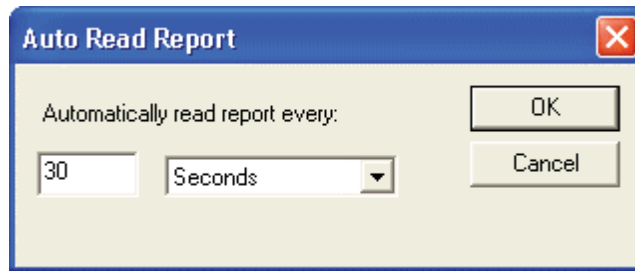 Auto Read Report
Automatically read report every:
OK
30
Seconds
Cancel